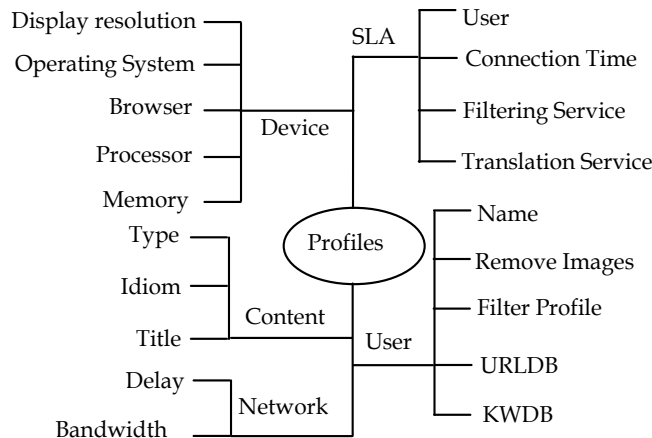 Display resolution
Operating System
Browser
Processor
Memory
Device
SLA
User
Connection Time
Filtering Service
Translation Service
Profiles
Type
Idiom
Title
Content
Delay
Bandwidth
Network
User
Name
Remove Images
Filter Profile
URLDB
KWDB